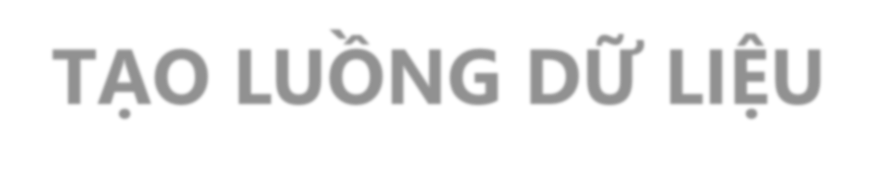 TẠO LUỒNG DỮ LIỆU